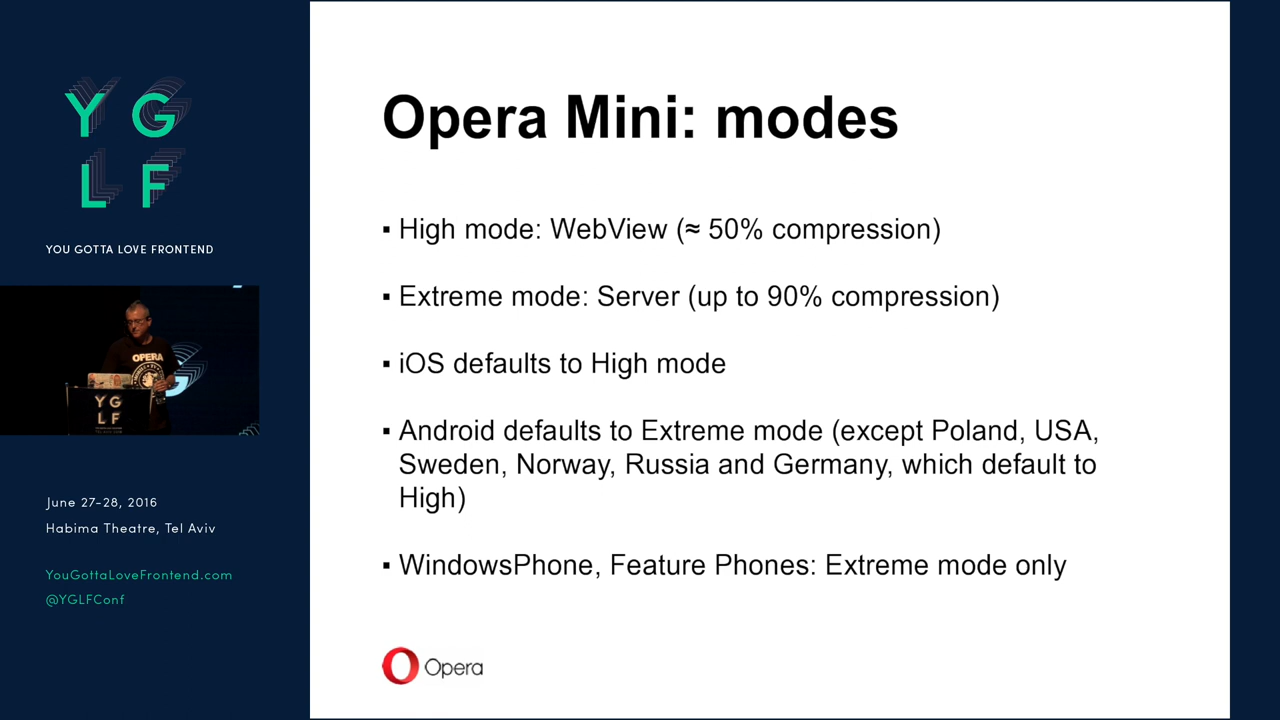 Y G
L F
YOU GOTTA LOVE FRONTEND
OPERA
Y G
L F
June 27-28, 2016
Habima Theatre, Tel Aviv
YouGottaLoveFrontend.com
@YGLFConf
Opera Mini: modes
▪ High mode: WebView (≈ 50% compression)
▪ Extreme mode: Server (up to 90% compression)
▪ iOS defaults to High mode
▪ Android defaults to Extreme mode (except Poland, USA,
Sweden, Norway, Russia and Germany, which default to
High)
▪ WindowsPhone, Feature Phones: Extreme mode only
Opera